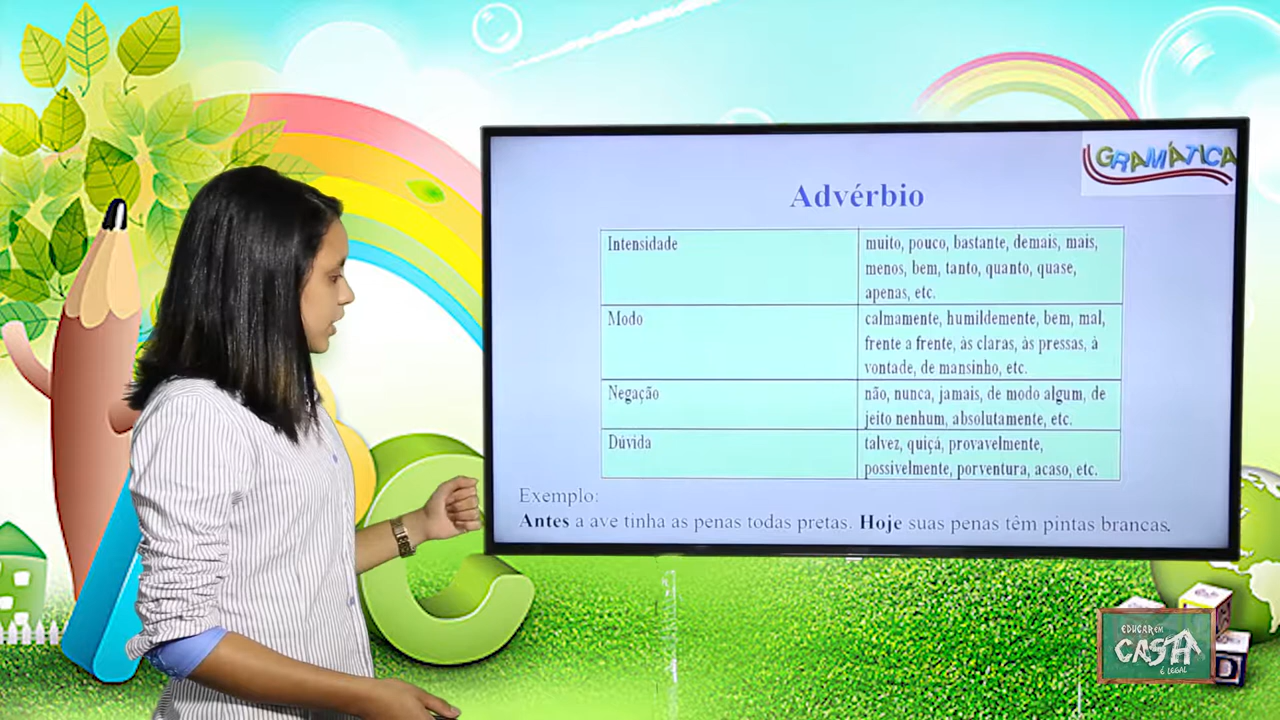 GRAMÁTICA
Advérbio
Intensidade
muito, pouco, bastante, demais, mais,
menos, bem, tanto, quanto, quase,
apenas, etc.
Modo
calmamente, humildemente, bem, mal,
frente a frente, às claras, às pressas, à
vontade, de mansinho, etc.
Negação
não, nunca, jamais, de modo algum, de
jeito nenhum, absolutamente, etc.
Dúvida
talvez, quiçá, provavelmente,
possivelmente, porventura, acaso, etc.
Exemplo:
Antes a ave tinha as penas todas pretas. Hoje suas penas têm pintas brancas.
EDUCAR EM
CASA
É LEGAL